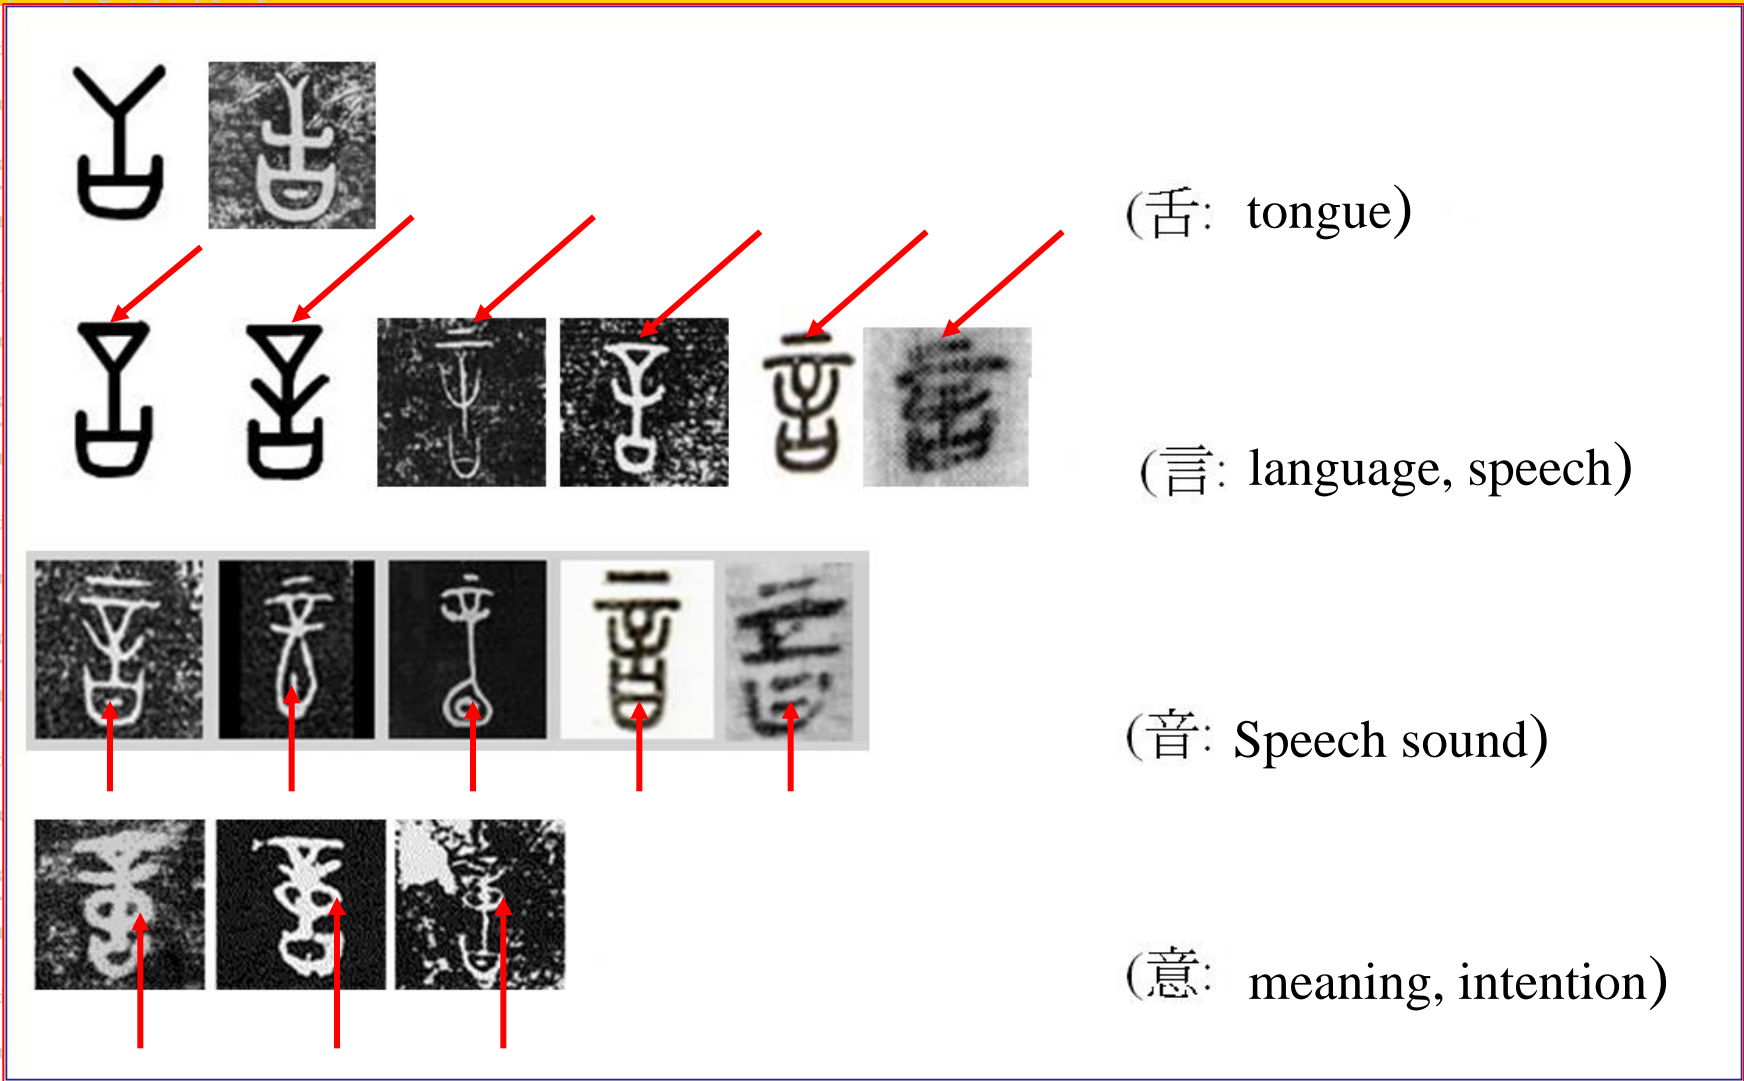 (舌: tongue)
(言: language, speech)
(音: Speech sound)
(意: meaning, intention)